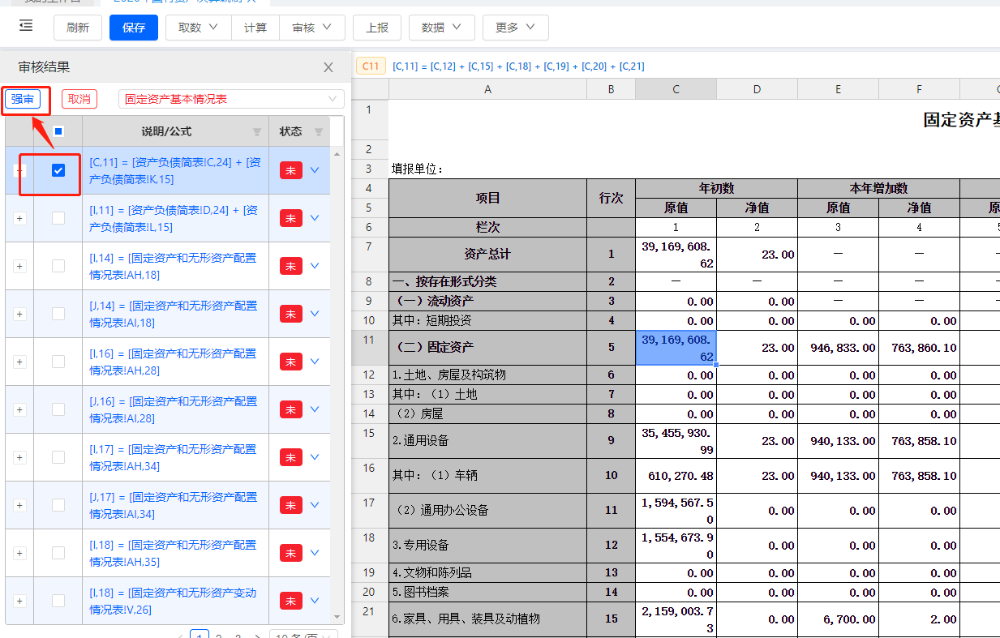 我的工作台 2020年国有资产决算编制 X
刷新 保存 取数 计算 审核 上报 数据 更多
审核结果
强审 取消 固定资产基本情况表
说明/公式 状态
[C,11] = [资产负债简表!C,24] + [资
产负债简表!K,15]
未
[I,11] = [资产负债简表!D,24] + [资
产负债简表!L,15]
未
[I,14] = [固定资产和无形资产配置
情况表!AH,18]
未
[J,14] = [固定资产和无形资产配置
情况表!AI,18]
未
[I,16] = [固定资产和无形资产配置
情况表!AH,28]
未
[J,16] = [固定资产和无形资产配置
情况表!AI,28]
未
[I,17] = [固定资产和无形资产配置
情况表!AH,34]
未
[J,17] = [固定资产和无形资产配置
情况表!AI,34]
未
[I,18] = [固定资产和无形资产配置
情况表!AH,35]
未
[I,18] = [固定资产和无形资产变动
情况表!V,26]
未
1 2 3 10 条/页
C11 [C,11] = [C,12] + [C,15] + [C,18] + [C,19] + [C,20] + [C,21]
A B C D E F
1 固定资产基
2
3 填报单位:
4 项目 行次 年初数 本年增加数
5 原值 净值 原值 净值 原
6 栏次 1 2 3 4
7 资产总计 1 39,169,608.62 23.00 — —
8 一、按存在形式分类 2 — — — —
9 （一）流动资产 3 0.00 0.00 — —
10 其中: 短期投资 4 0.00 0.00 0.00 0.00
11 （二）固定资产 5 39,169,608.62 23.00 946,833.00 763,860.10
12 1.土地、房屋及构筑物 6 0.00 0.00 0.00 0.00
13 其中:（1）土地 7 0.00 0.00 0.00 0.00
14 （2）房屋 8 0.00 0.00 0.00 0.00
15 2.通用设备 9 35,455,930.99 23.00 940,133.00 763,858.10
16 其中:（1）车辆 10 610,270.48 23.00 940,133.00 763,858.10
17 （2）通用办公设备 11 1,594,567.50 0.00 0.00 0.00
18 3.专用设备 12 1,554,673.90 0.00 0.00 0.00
19 4.文物和陈列品 13 0.00 0.00 0.00 0.00
20 5.图书档案 14 0.00 0.00 0.00 0.00
21 6.家具、用具、装具及动植物 15 2,159,003.73 0.00 6,700.00 2.00